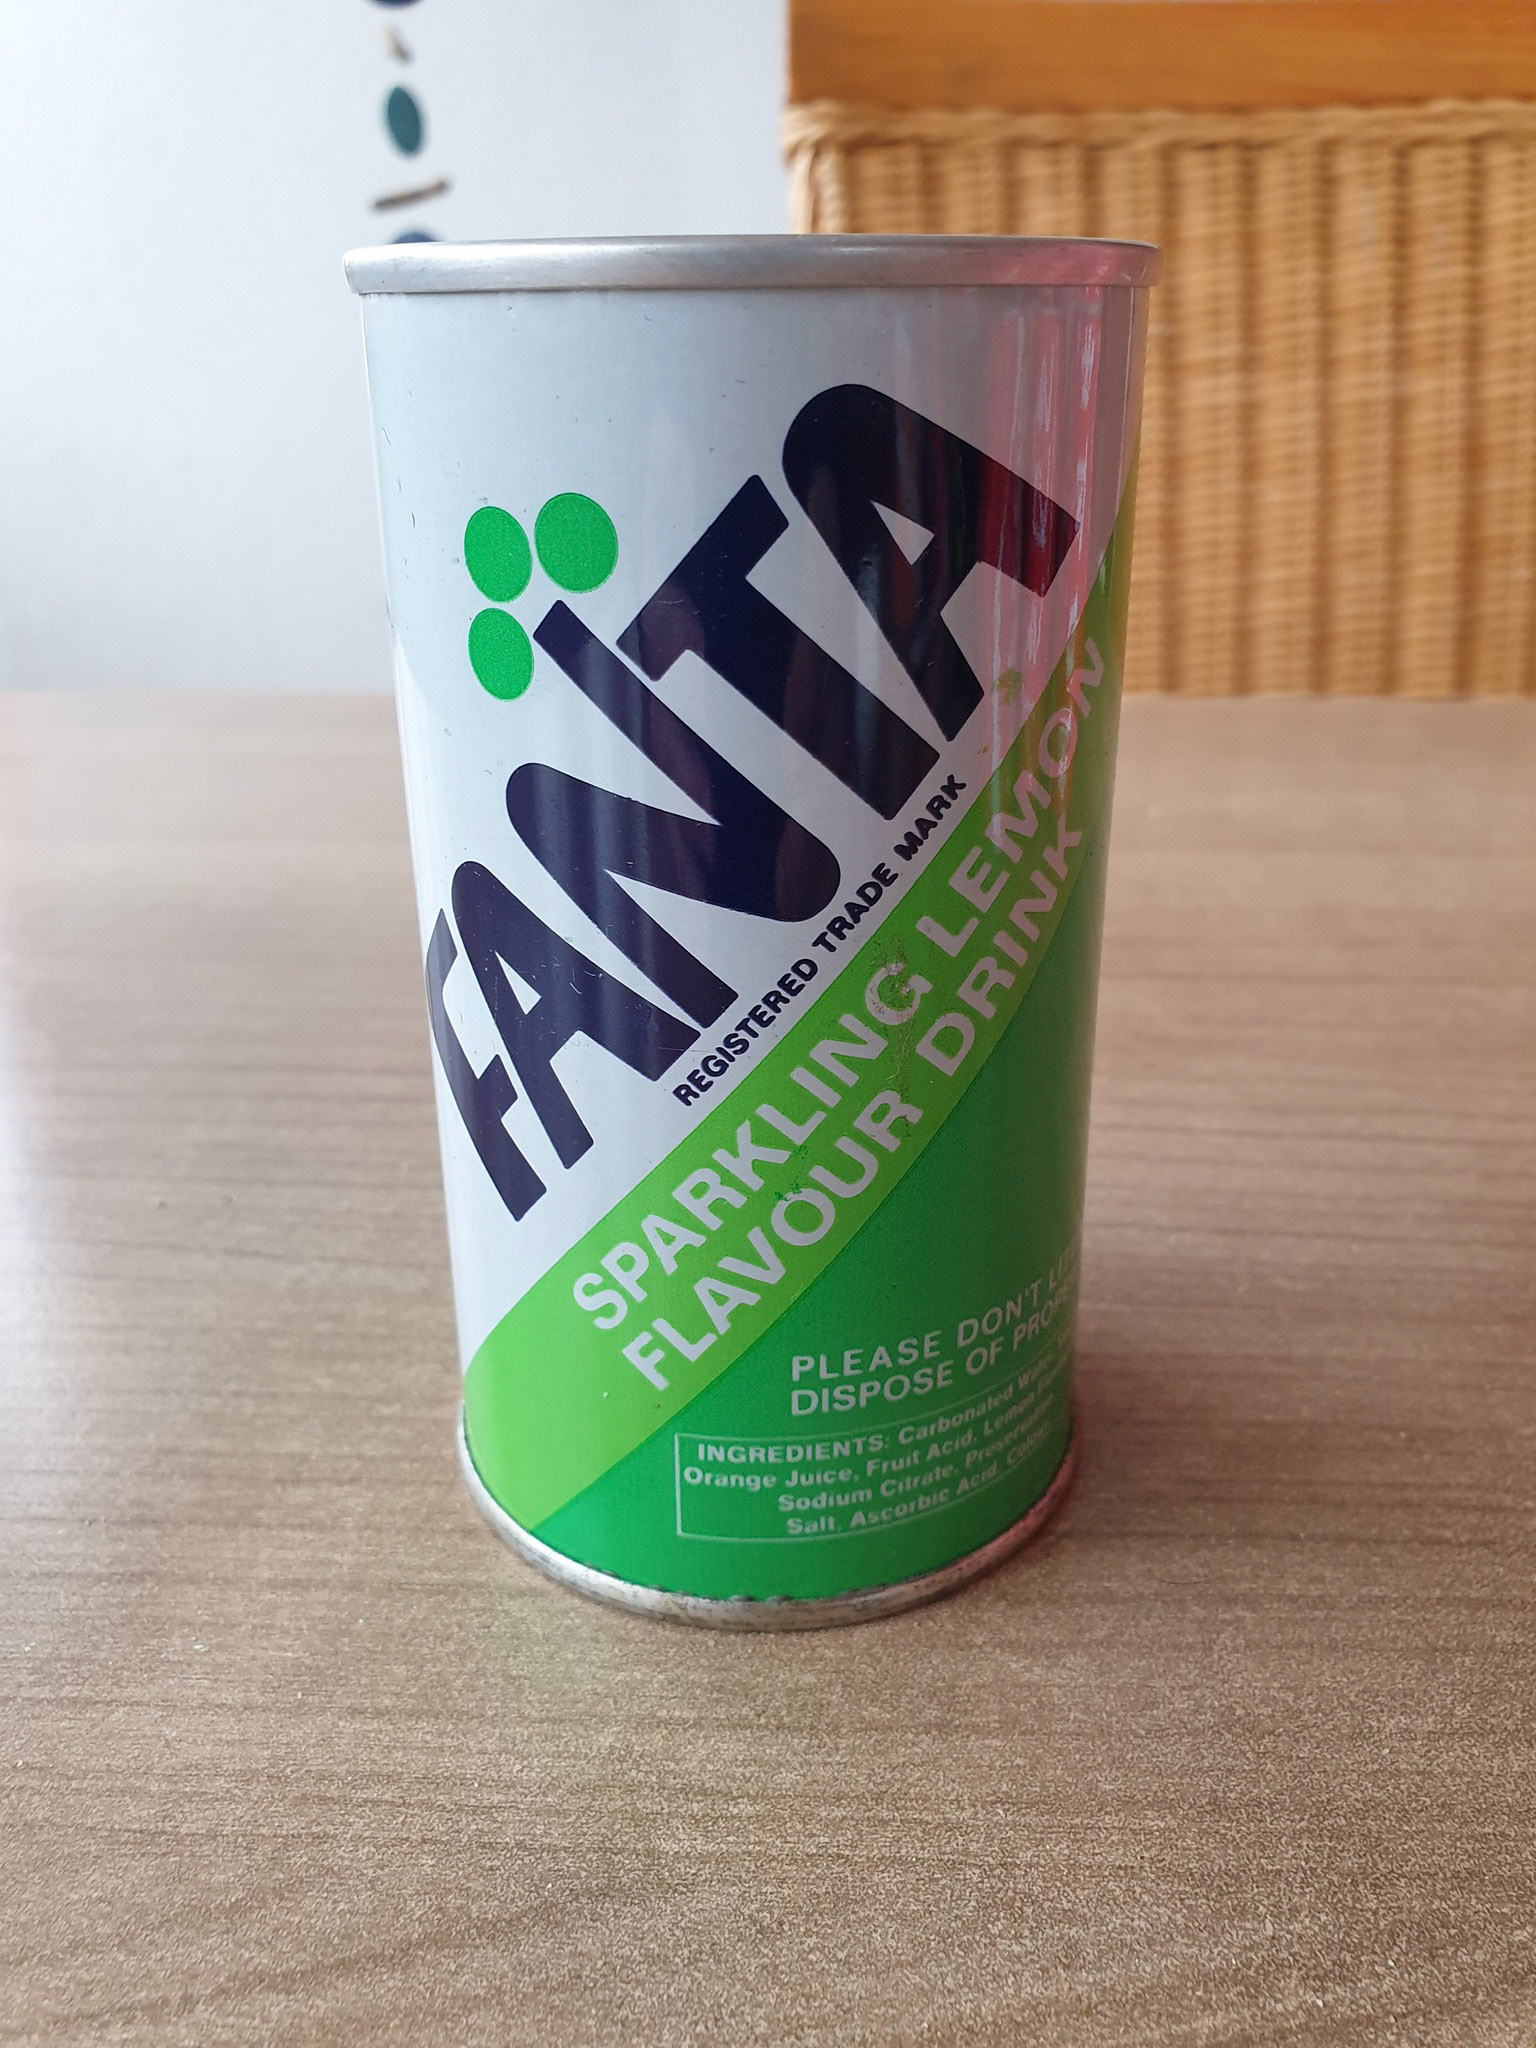 FANTA
REGISTERED TRADE MARK
SPARKLING LEMON
FLAVOUR DRINK
PLEASE DON'T
DISPOSE OF
INGREDIENTS: Carbonated
Orange Juice, Fruit Acid, Lemon
Sodium Citrate,
Salt, Ascorbic Acid,